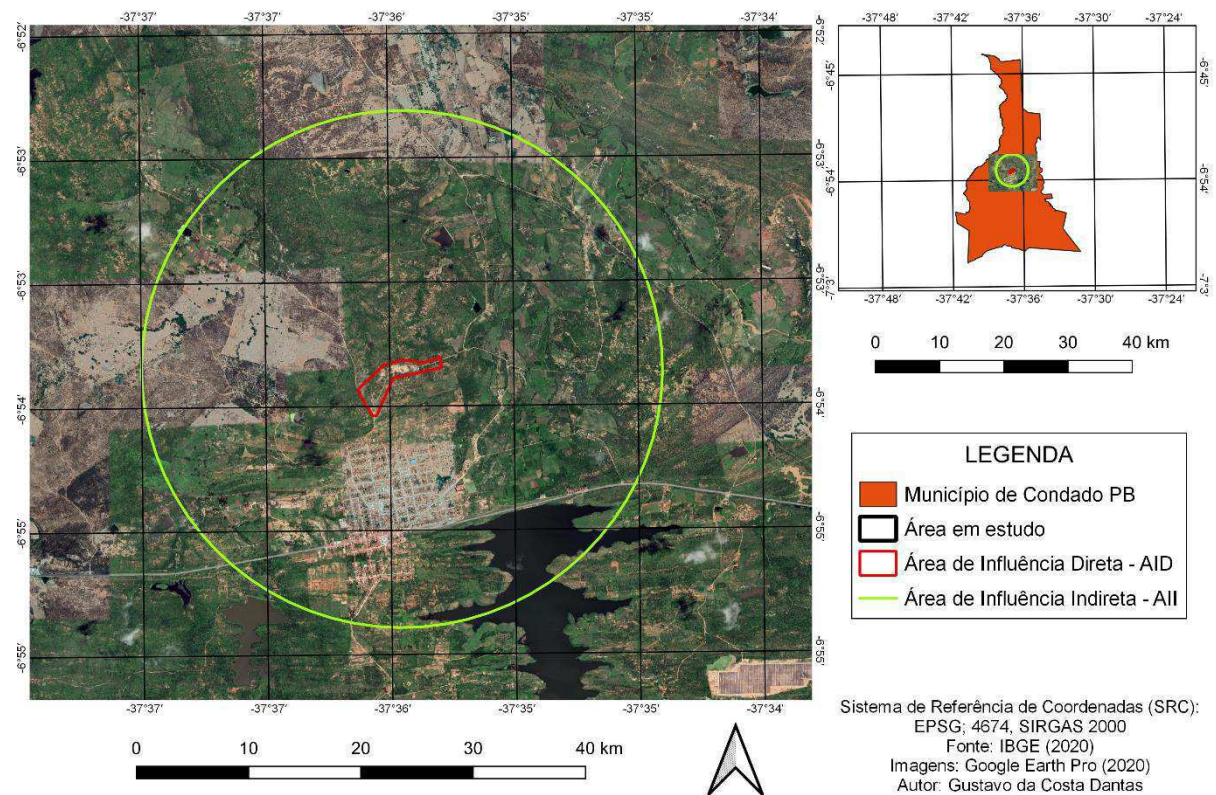 -37°37' -37°37' -37°36' -37°35' -37°35' -37°34'
-6°52'
-6°53'
-6°53'
-6°54'
-6°55'
-6°55'
-6°52'
-6°53'
-6°53'
-6°54'
-6°55'
-6°55'
-37°37' -37°37' -37°36' -37°35' -37°35' -37°34'
0 10 20 30 40 km
-37°48' -37°42' -37°36' -37°30' -37°24'
-6°45'
-6°54'
-7°3'
-6°45'
-6°54'
-7°3'
-37°48' -37°42' -37°36' -37°30' -37°24'
0 10 20 30 40 km
LEGENDA
Município de Condado PB
Área em estudo
Área de Influência Direta - AID
Área de Influência Indireta - AII
Sistema de Referência de Coordenadas (SRC):
EPSG; 4674, SIRGAS 2000
Fonte: IBGE (2020)
Imagens: Google Earth Pro (2020)
Autor: Gustavo da Costa Dantas